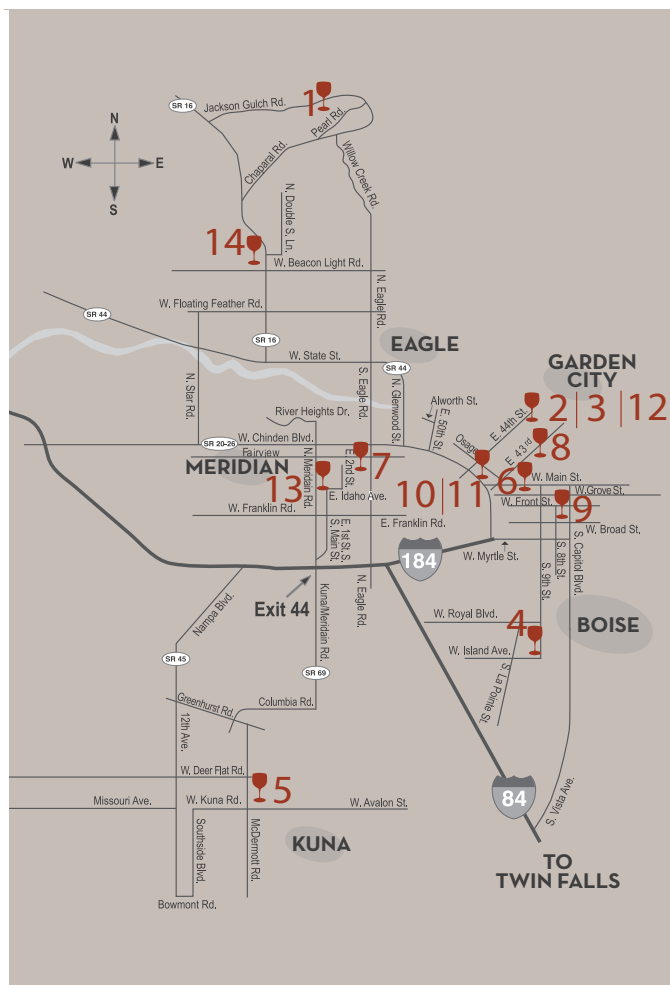 1
SR 16
Jackson Gulch Rd.
Pearl Rd.
N
W
E
S
Chaparal Rd.
Willow Creek Rd.
N. Double S. Ln.
14
W. Beacon Light Rd.
N. Eagle Rd.
W. Floating Feather Rd.
SR 44
SR 16
EAGLE
W. State St.
SR 44
GARDEN
CITY
N. Star Rd.
S. Eagle Rd.
N. Glenwood St.
Alworth St.
E. 50th St.
E. 44th St.
2|3|12
River Heights Dr.
Osage
E. 43rd
8
SR 20-26
W. Chinden Blvd.
Fairview
7
MERIDIAN
13
N. Meridain Rd.
E. 2nd St.
E. Idaho Ave.
10|11
6
W. Main St.
W.Grove St.
W. Front St.
9
W. Franklin Rd.
E. Franklin Rd.
W. Broad St.
E. 1st St. S.
S. Main St.
184
W. Myrtle St.
S. 9th St.
S. 8th St.
S. Capitol Blvd.
Exit 44
Nampa Blvd.
Kuna/Meridain Rd.
N. Eagle Rd.
W. Royal Blvd.
4
BOISE
W. Island Ave.
S. La Pointe St.
SR 45
SR 69
Greenhurst Rd.
Columbia Rd.
12th Ave.
W. Deer Flat Rd.
5
84
S. Vista Ave.
Missouri Ave.
W. Kuna Rd.
W. Avalon St.
Southside Blvd.
McDermott Rd.
KUNA
TO
TWIN FALLS
Bowmont Rd.